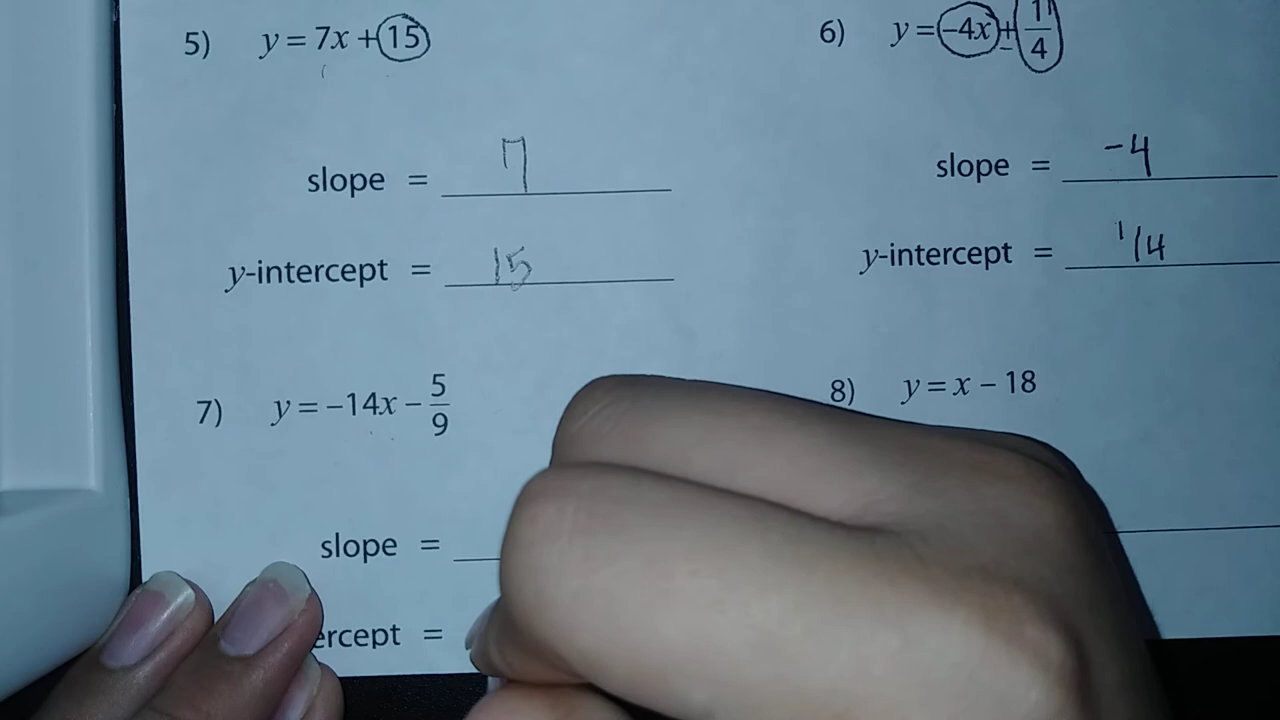 5) y = 7x + 15
6) y = -4x + 1/4
slope = 7
slope = -4
y-intercept = 15
y-intercept = 1/4
7) y = -14x - 5/9
8) y = x - 18
slope =
ercept =